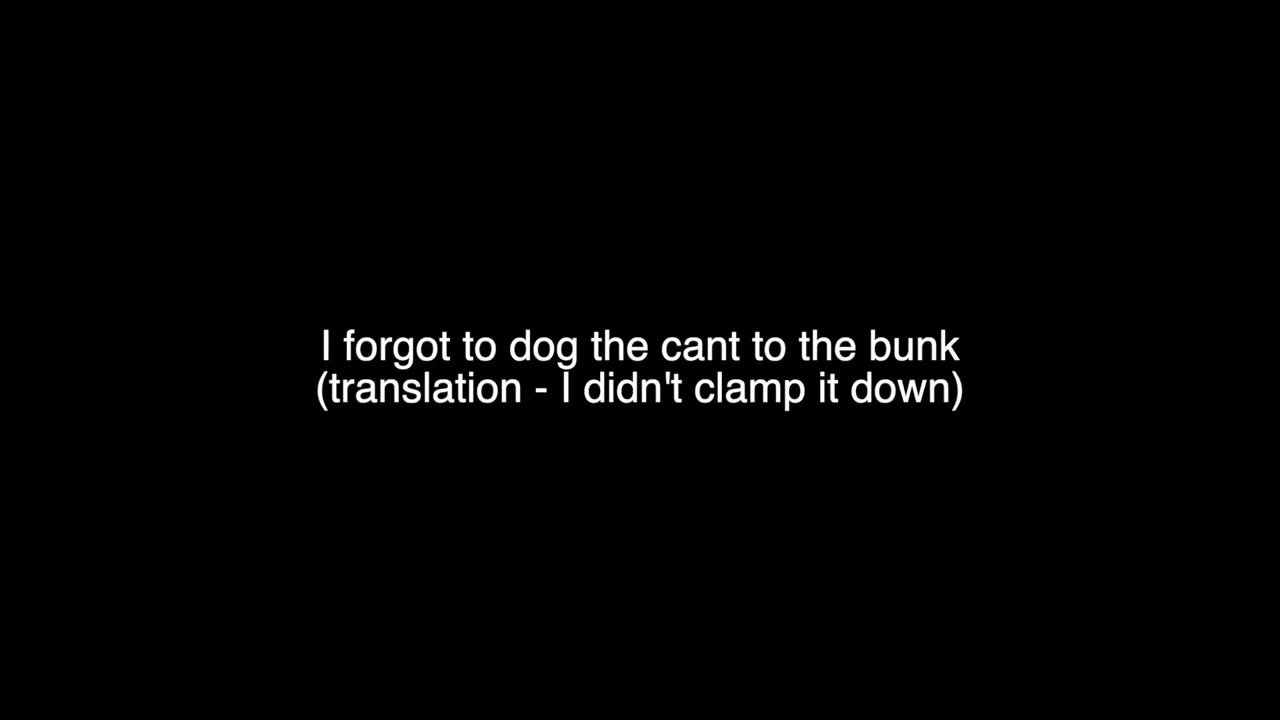 I forgot to dog the cant to the bunk
(translation - I didn't clamp it down)